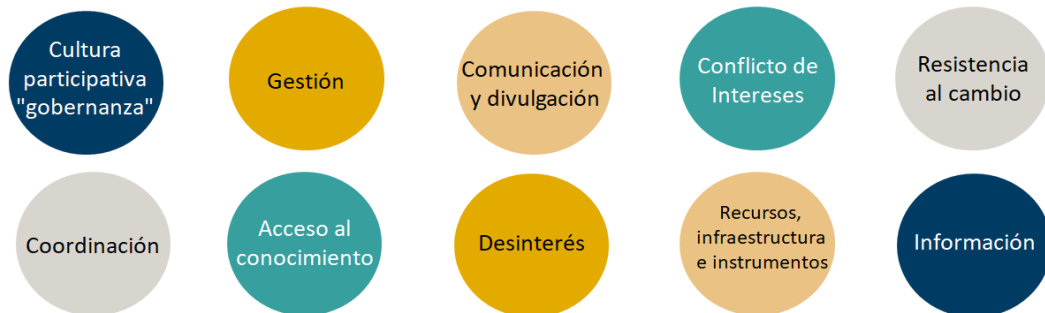 Cultura
participativa
"gobernanza"
Gestión
Comunicación
y divulgación
Conflicto de
Intereses
Resistencia
al cambio
Coordinación
Acceso al
conocimiento
Desinterés
Recursos,
infraestructura
e instrumentos
Información